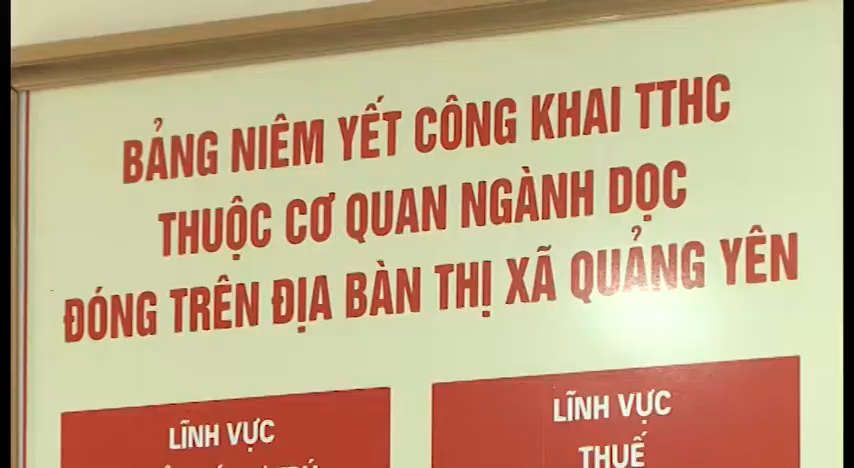 BẢNG NIÊM YẾT CÔNG KHAI TTHC
THUỘC CƠ QUAN NGÀNH DỌC
ĐÓNG TRÊN ĐỊA BÀN THỊ XÃ QUẢNG YÊN
LĨNH VỰC
LĨNH VỰC
THUẾ